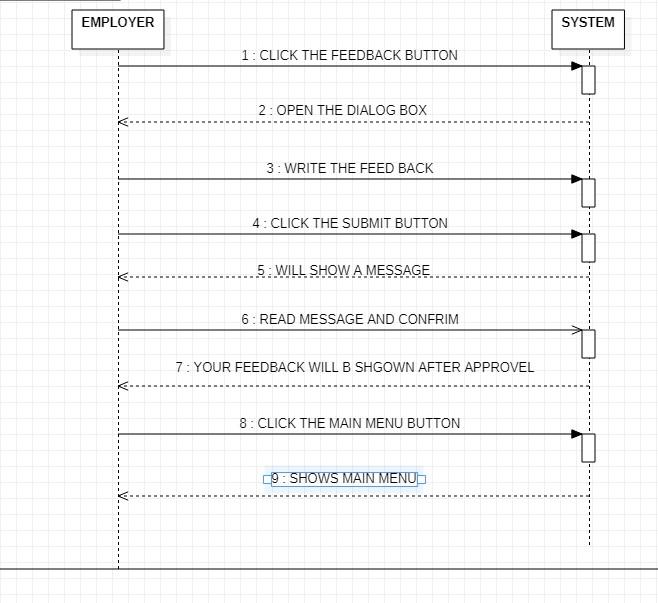 EMPLOYER
SYSTEM
1 : CLICK THE FEEDBACK BUTTON
2 : OPEN THE DIALOG BOX
3 : WRITE THE FEED BACK
4 : CLICK THE SUBMIT BUTTON
5 : WILL SHOW A MESSAGE
6 : READ MESSAGE AND CONFRIM
7 : YOUR FEEDBACK WILL B SHGOWN AFTER APPROVEL
8 : CLICK THE MAIN MENU BUTTON
9 : SHOWS MAIN MENU